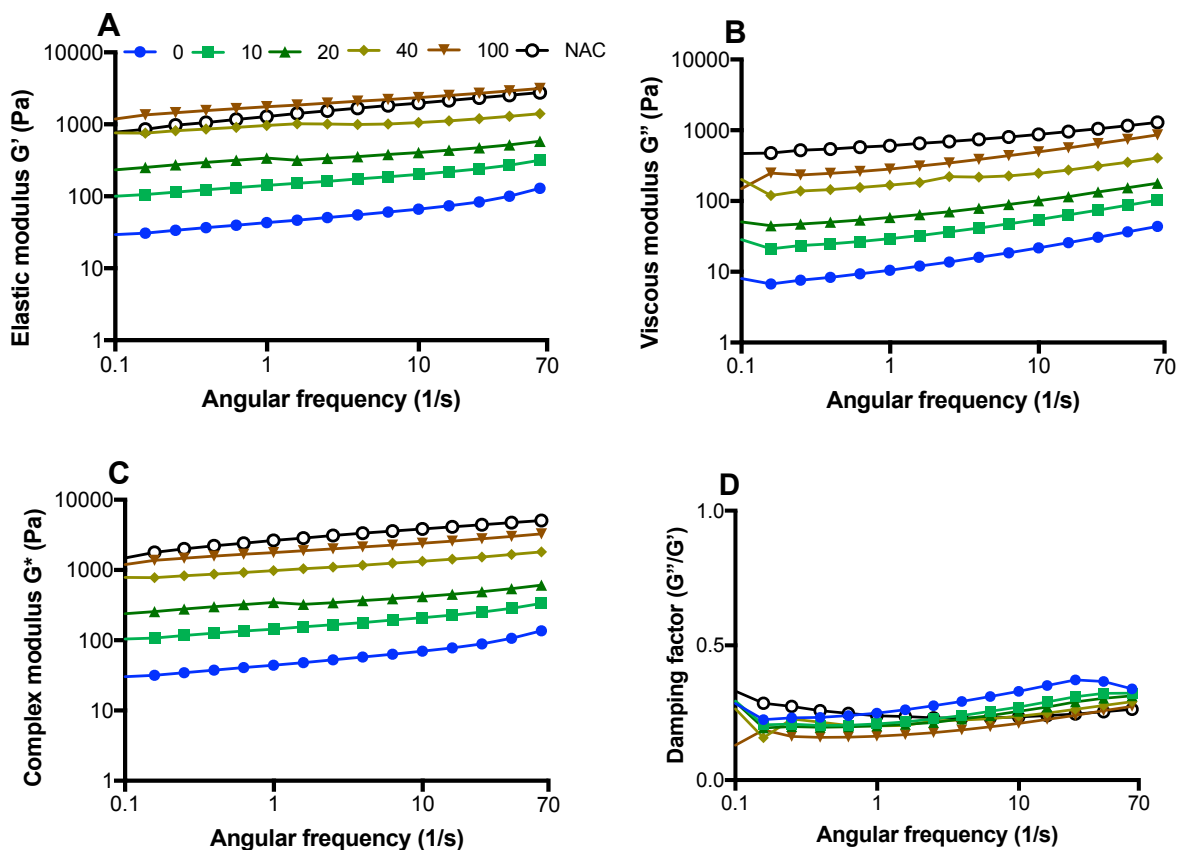 A
0 10 20 40 100 NAC
10000
1000
100
10
1
0.1 1 10 70
Elastic modulus G’ (Pa)
Angular frequency (1/s)
B
10000
1000
100
10
1
0.1 1 10 70
Viscous modulus G” (Pa)
Angular frequency (1/s)
C
10000
1000
100
10
1
0.1 1 10 70
Complex modulus G* (Pa)
Angular frequency (1/s)
D
1.0
0.5
0.0
0.1 1 10 70
Damping factor (G”/G’)
Angular frequency (1/s)